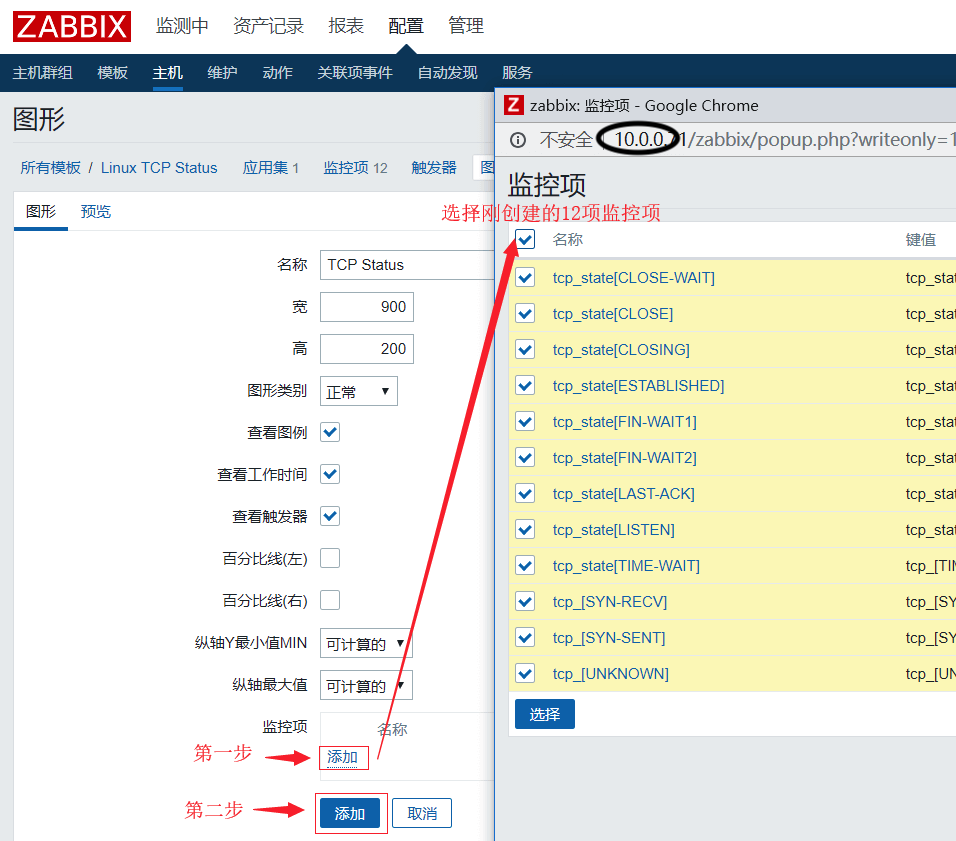 ZABBIX 监测中 资产记录 报表 配置 管理
主机群组 模板 主机 维护 动作 关联项事件 自动发现 服务
图形
所有模板 / Linux TCP Status 应用集 1 监控项 12 触发器
图形 预览
名称 TCP Status
宽 900
高 200
图形类别 正常
查看图例
查看工作时间
查看触发器
百分比线(左)
百分比线(右)
纵轴Y最小值MIN 可计算的
纵轴最大值 可计算的
监控项 名称
第一步 添加
第二步 添加 取消
Z zabbix: 监控项 - Google Chrome
不安全 10.0.0. 1/zabbix/popup.php?writeonly=1
监控项
选择刚创建的12项监控项
名称 键值
tcp_state[CLOSE-WAIT] tcp_stat
tcp_state[CLOSE] tcp_stat
tcp_state[CLOSING] tcp_stat
tcp_state[ESTABLISHED] tcp_stat
tcp_state[FIN-WAIT1] tcp_stat
tcp_state[FIN-WAIT2] tcp_stat
tcp_state[LAST-ACK] tcp_stat
tcp_state[LISTEN] tcp_stat
tcp_state[TIME-WAIT] tcp_[TIM
tcp_[SYN-RECV] tcp_[SY
tcp_[SYN-SENT] tcp_[SY
tcp_[UNKNOWN] tcp_[UN
选择